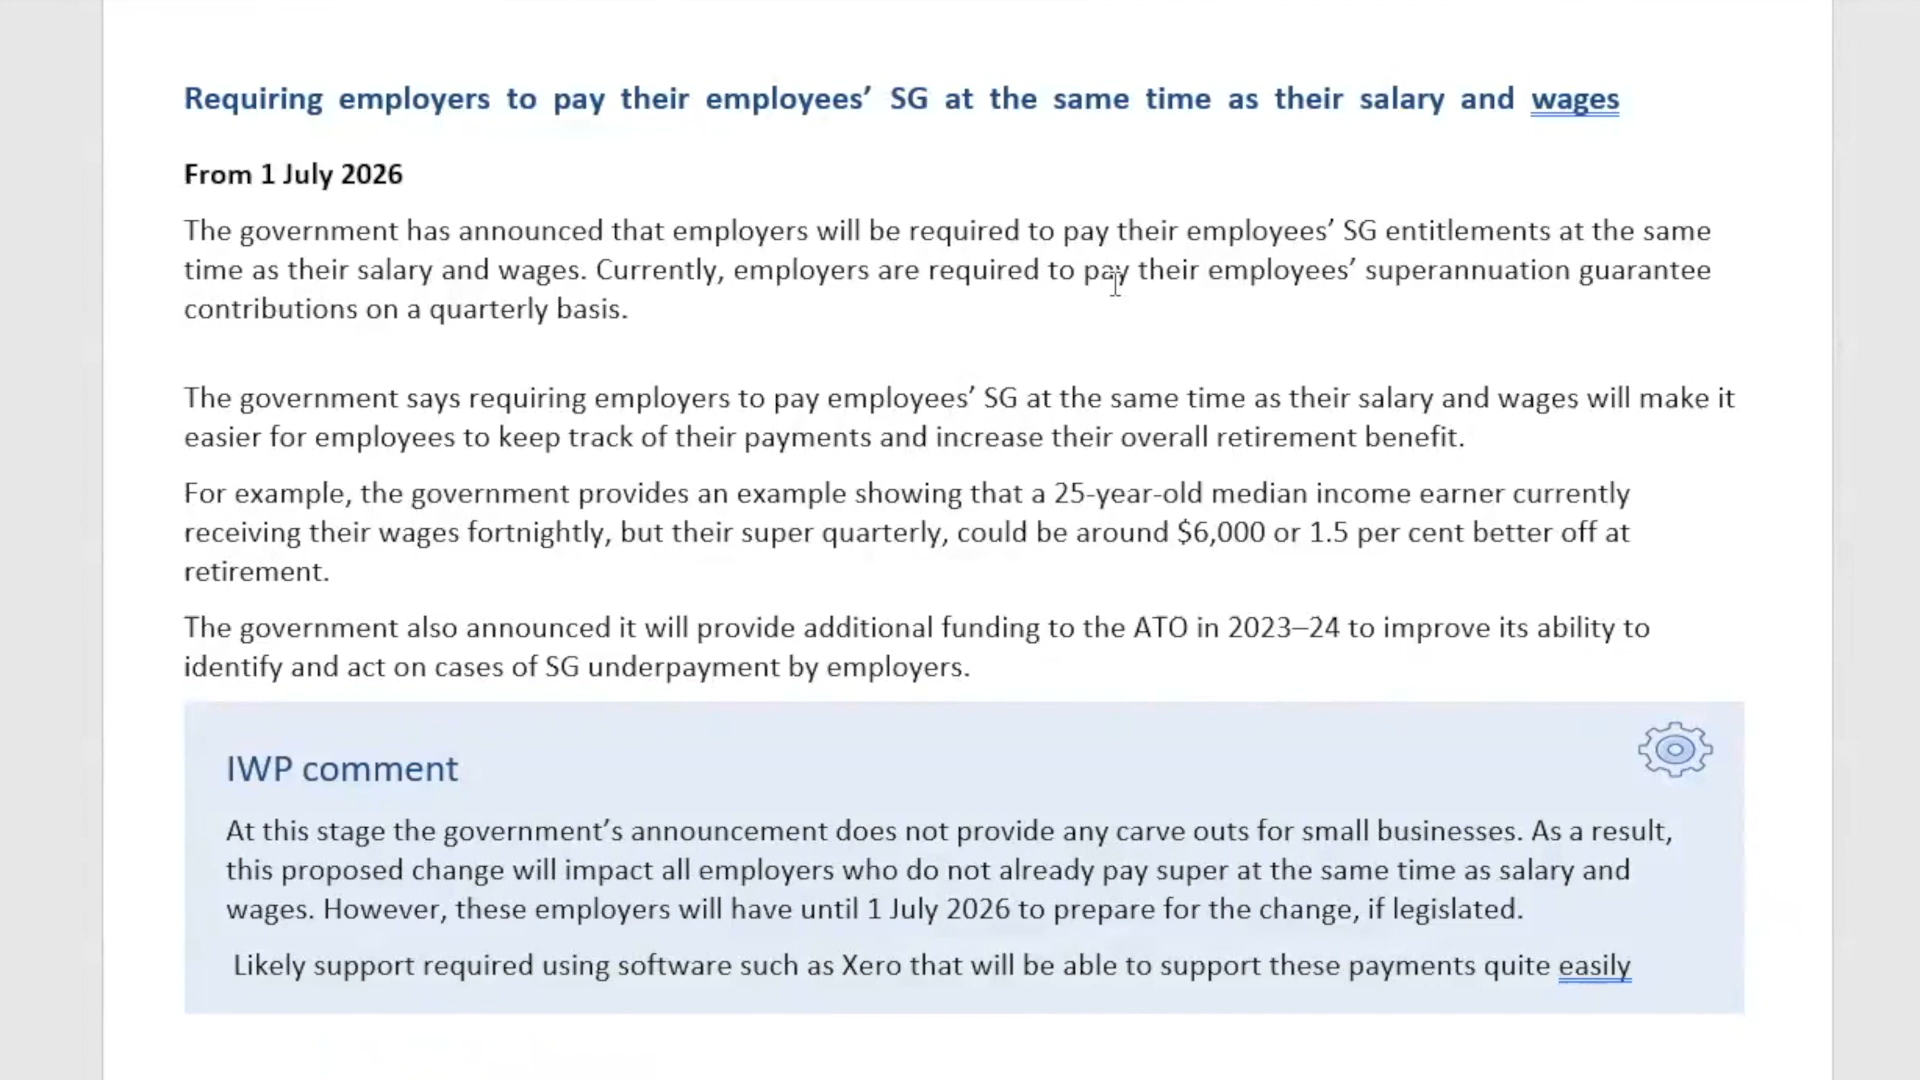 Requiring employers to pay their employees’ SG at the same time as their salary and wages
From 1 July 2026
The government has announced that employers will be required to pay their employees’ SG entitlements at the same
time as their salary and wages. Currently, employers are required to pay their employees’ superannuation guarantee
contributions on a quarterly basis.
The government says requiring employers to pay employees’ SG at the same time as their salary and wages will make it
easier for employees to keep track of their payments and increase their overall retirement benefit.
For example, the government provides an example showing that a 25-year-old median income earner currently
receiving their wages fortnightly, but their super quarterly, could be around $6,000 or 1.5 per cent better off at
retirement.
The government also announced it will provide additional funding to the ATO in 2023–24 to improve its ability to
identify and act on cases of SG underpayment by employers.
IWP comment
At this stage the government’s announcement does not provide any carve outs for small businesses. As a result,
this proposed change will impact all employers who do not already pay super at the same time as salary and
wages. However, these employers will have until 1 July 2026 to prepare for the change, if legislated.
Likely support required using software such as Xero that will be able to support these payments quite easily